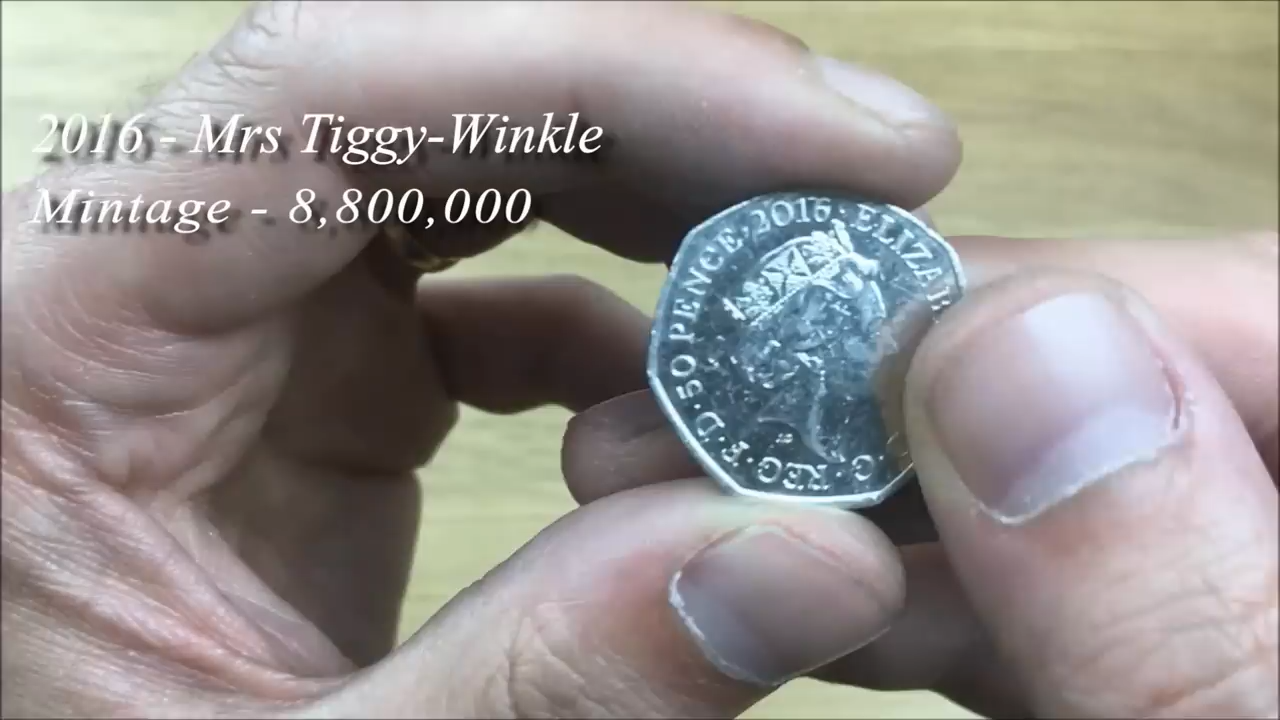 2016 - Mrs Tiggy-Winkle
Mintage - 8,800,000
G·REG·F·D·50 PENCE·2016·ELIZAB